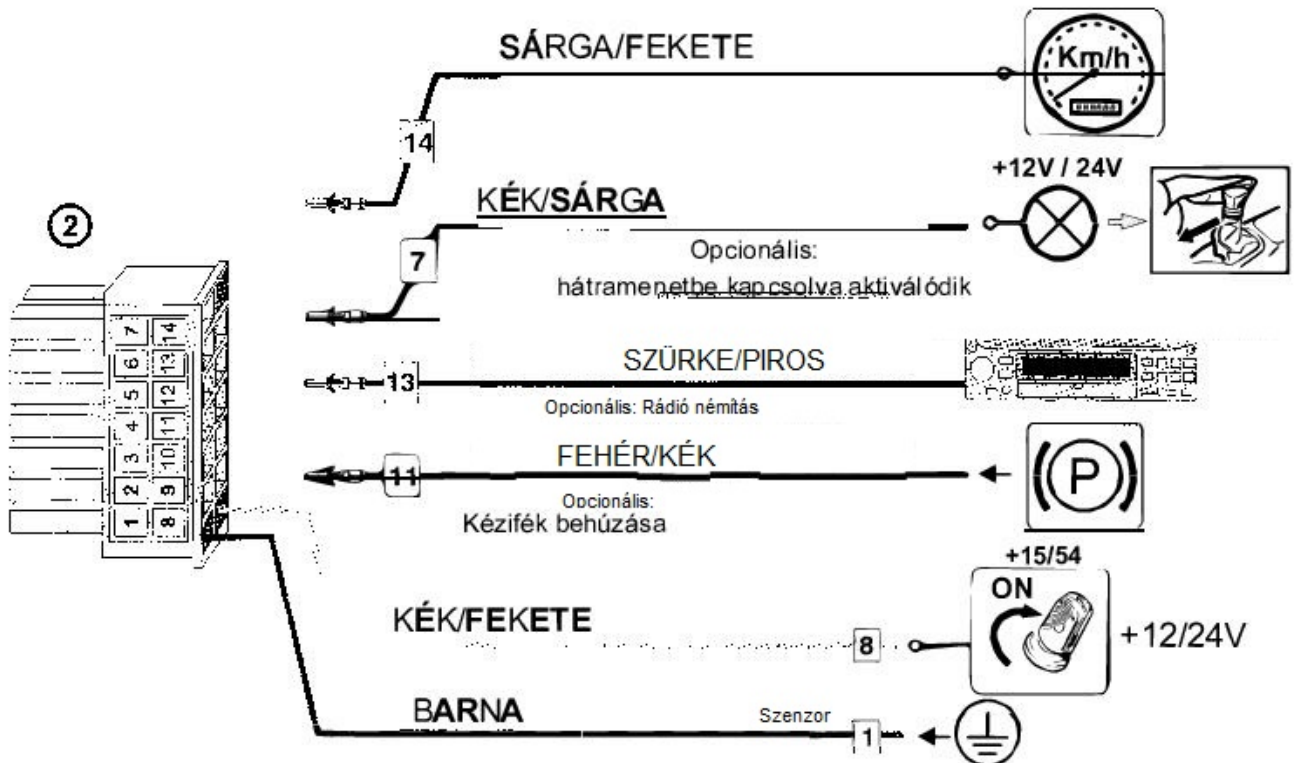 SÁRGA/FEKETE
Km/h
14
+12V / 24V
KÉK/SÁRGA
2
7
Opcionális:
hátramenetbe kapcsolva aktiválódik
7 14
6 13
5 12
4 11
3 10
2 9
1 8
SZÜRKE/PIROS
13
Opcionális: Rádió némítás
FEHÉR/KÉK
11
P
Opcionális:
Kézifék behúzása
+15/54
ON
KÉK/FEKETE
8
+12/24V
BARNA
Szenzor
1